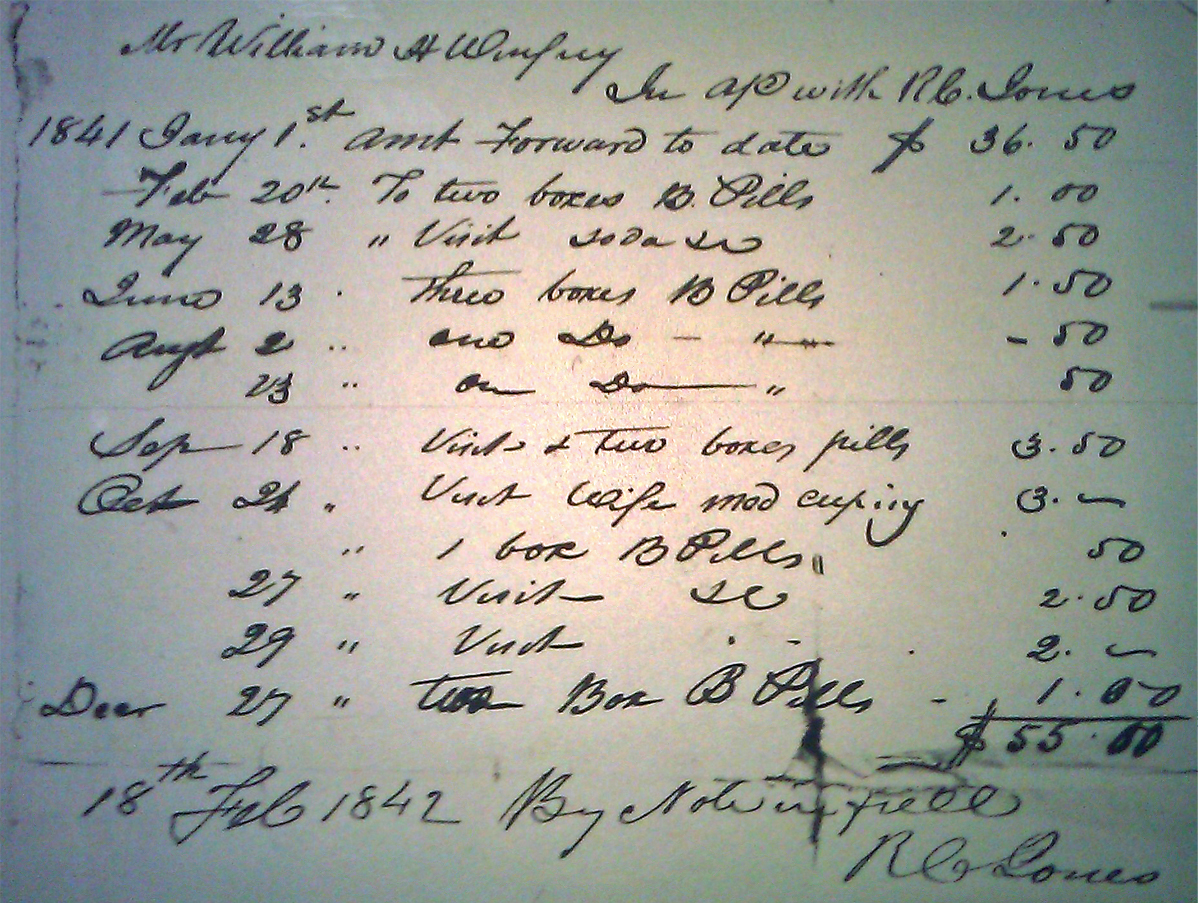 Mr William H Winfrey
In a/c with R.C. Jones
1841 Jany 1.st amt Forward to date $ 36.50
Feb 20th. To two boxes B. Pills 1.00
May 28 " Visit soda &c 2.50
June 13 . three boxes B Pills 1.50
Augt 2 .. one Do - " - 50
23 .. on Do " 50
Sep 18 .. Visit & two boxes pills 3.50
Oct 24 " Visit Wife med cuping 3. ~
" 1 box B Pills 50
27 " Visit &c 2.50
29 " Visit . - 2. ~
Decr 27 " two Box B Pills - 1.00
$ 55.00
18th Feb 1842 By Note in full
R C Jones